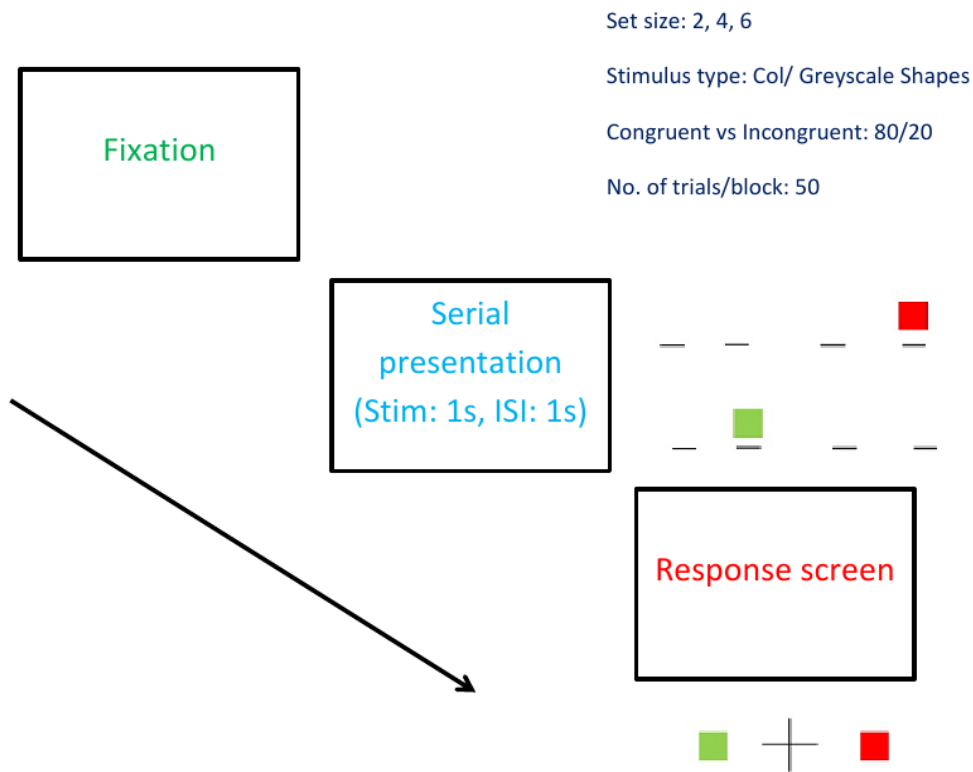 Set size: 2, 4, 6
Stimulus type: Col/ Greyscale Shapes
Congruent vs Incongruent: 80/20
No. of trials/block: 50
Fixation
Serial
presentation
(Stim: 1s, ISI: 1s)
Response screen